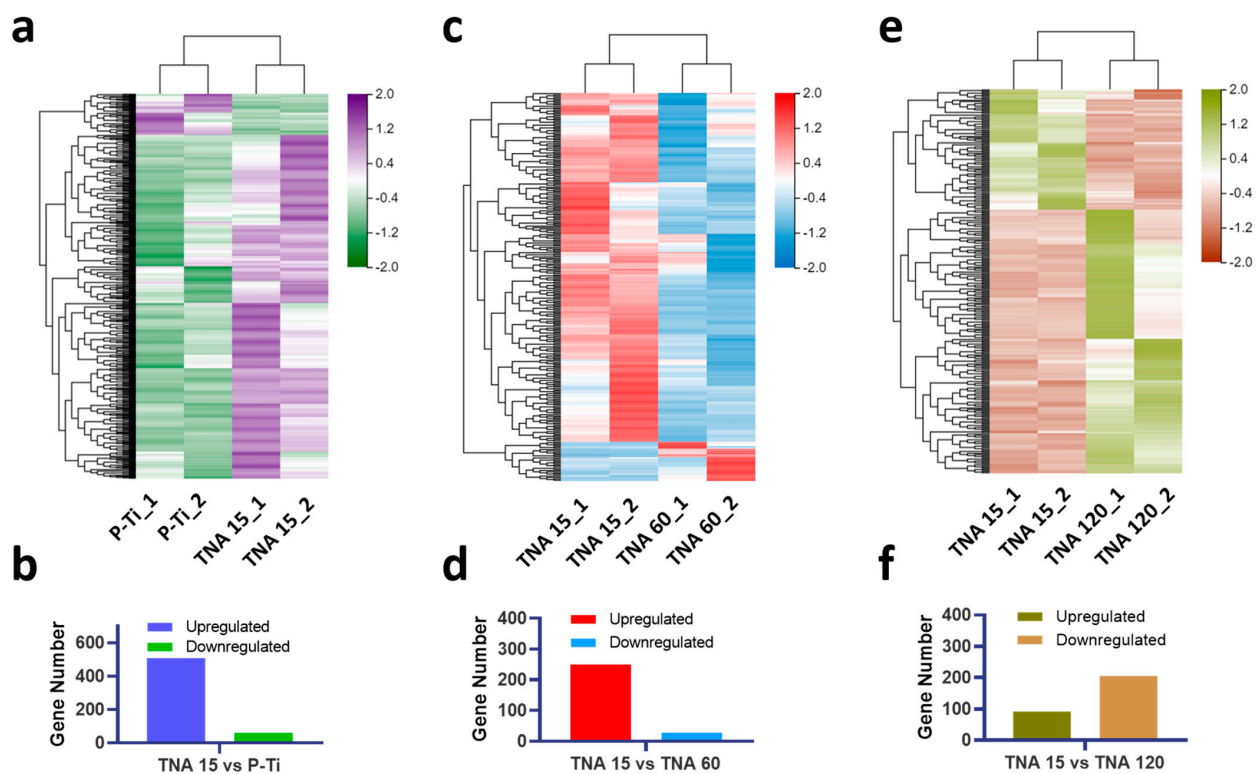 a
2.0
1.2
0.4
-0.4
-1.2
-2.0
P-Ti_1
P-Ti_2
TNA 15_1
TNA 15_2
c
2.0
1.2
0.4
-0.4
-1.2
-2.0
TNA 15_1
TNA 15_2
TNA 60_1
TNA 60_2
e
2.0
1.2
0.4
-0.4
-1.2
-2.0
TNA 15_1
TNA 15_2
TNA 120_1
TNA 120_2
b
Gene Number
600
400
200
0
Upregulated
Downregulated
TNA 15 vs P-Ti
d
Gene Number
400
300
200
100
0
Upregulated
Downregulated
TNA 15 vs TNA 60
f
Gene Number
400
300
200
100
0
Upregulated
Downregulated
TNA 15 vs TNA 120